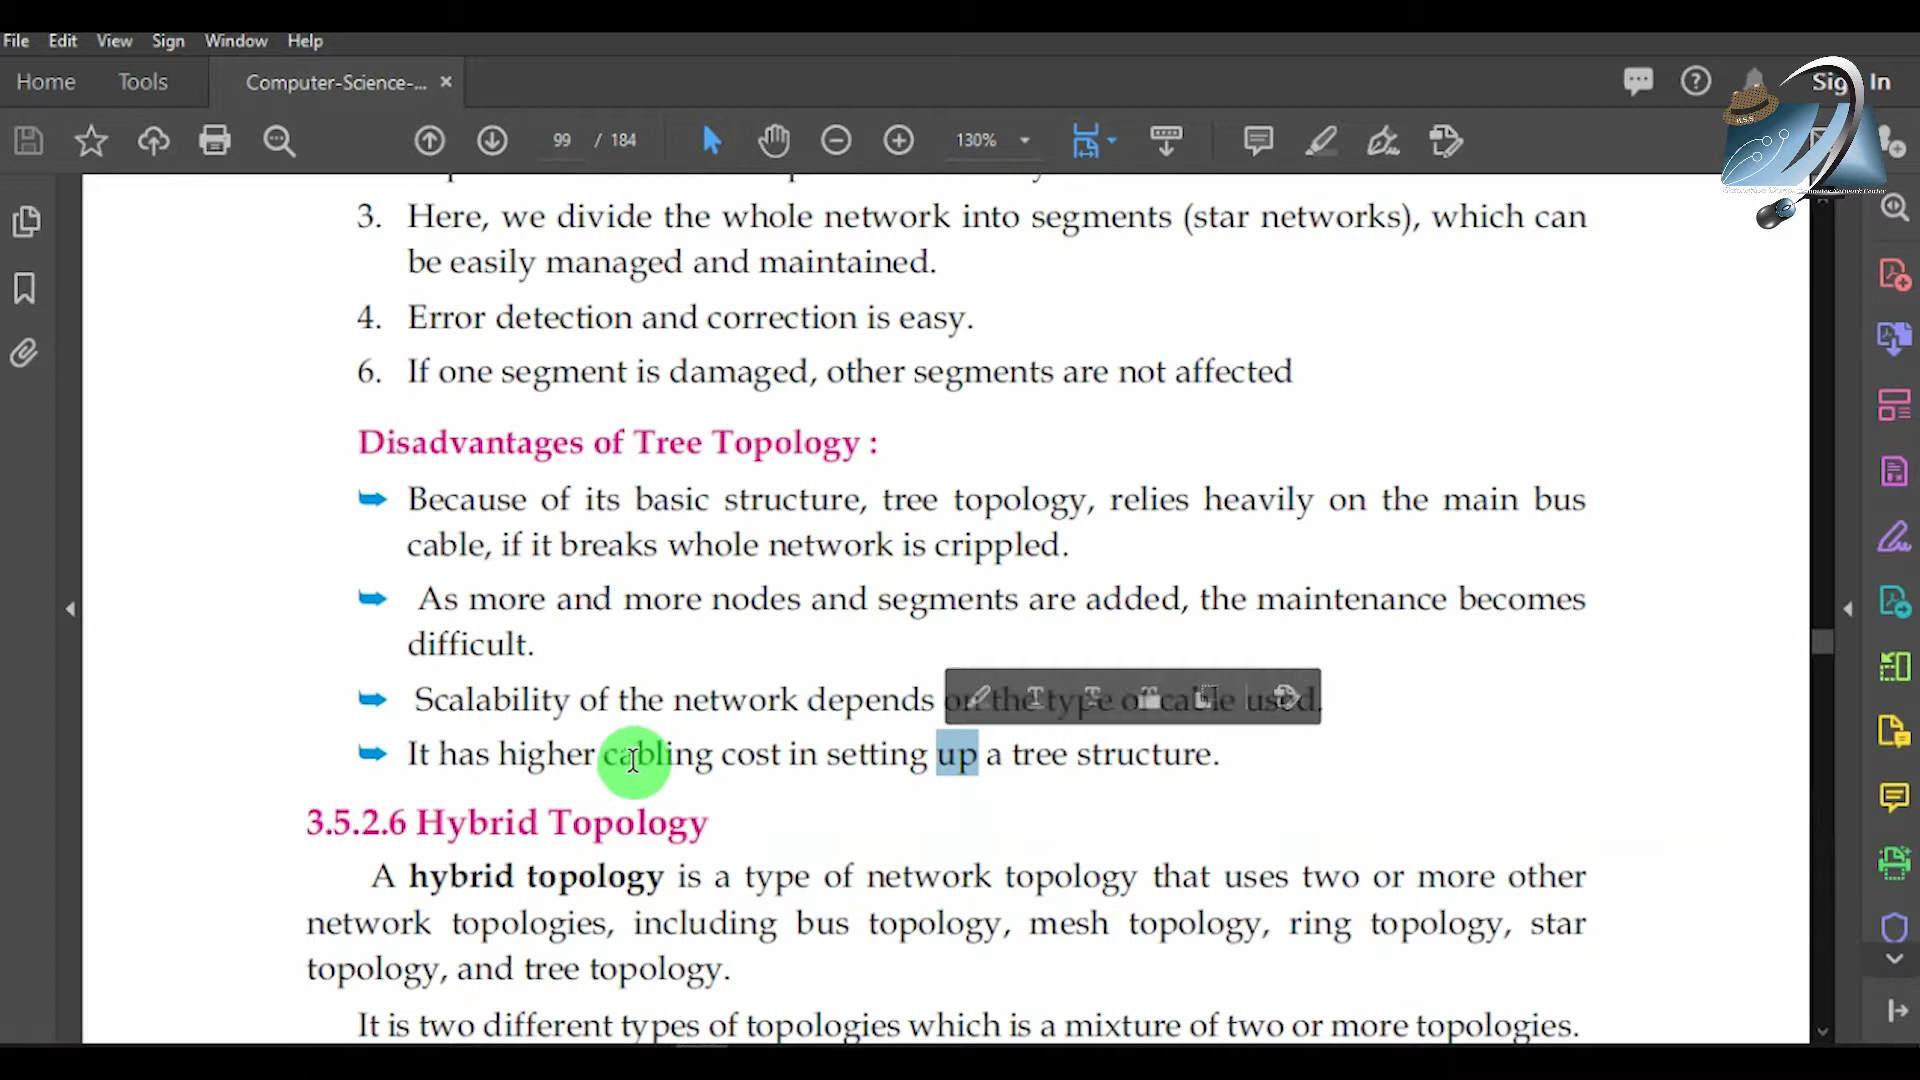 File Edit View Sign Window Help
Home Tools Computer-Science-... × Sign In
99 / 184 130%
3. Here, we divide the whole network into segments (star networks), which can
be easily managed and maintained.
4. Error detection and correction is easy.
6. If one segment is damaged, other segments are not affected
Disadvantages of Tree Topology :
Because of its basic structure, tree topology, relies heavily on the main bus
cable, if it breaks whole network is crippled.
As more and more nodes and segments are added, the maintenance becomes
difficult.
Scalability of the network depends on the type of cable used.
It has higher cabling cost in setting up a tree structure.
3.5.2.6 Hybrid Topology
A hybrid topology is a type of network topology that uses two or more other
network topologies, including bus topology, mesh topology, ring topology, star
topology, and tree topology.
It is two different types of topologies which is a mixture of two or more topologies.